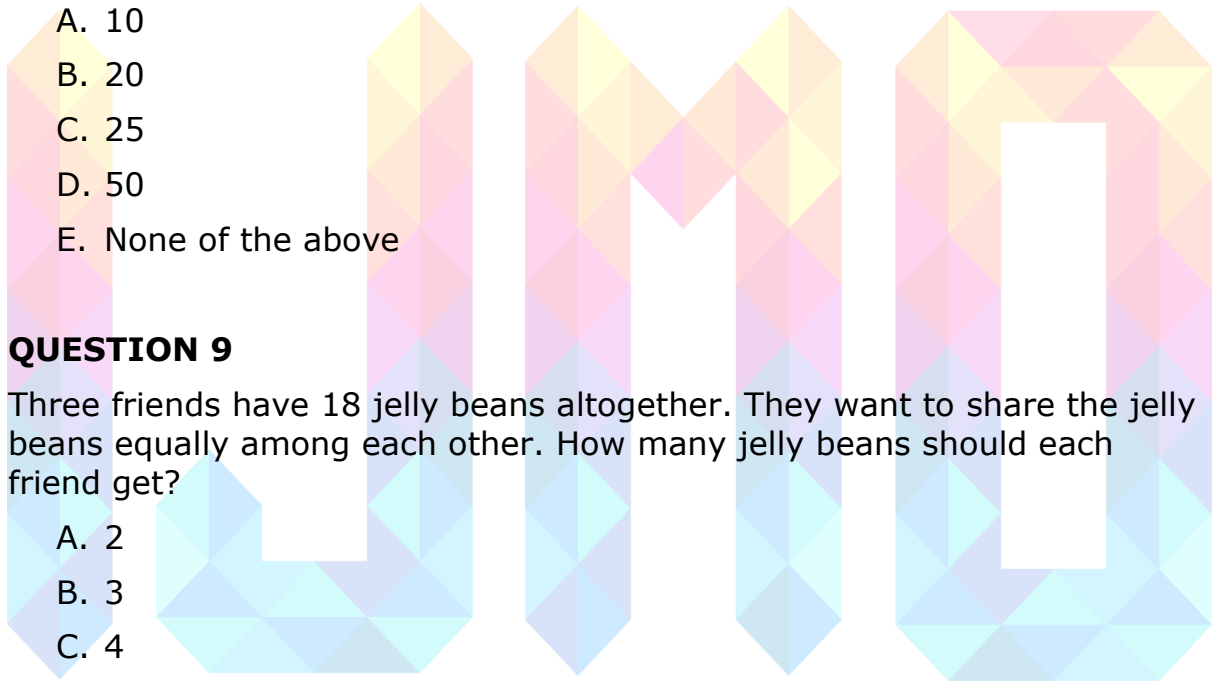 A. 10
B. 20
C. 25
D. 50
E. None of the above
QUESTION 9
Three friends have 18 jelly beans altogether. They want to share the jelly
beans equally among each other. How many jelly beans should each
friend get?
A. 2
B. 3
C. 4
IJMO